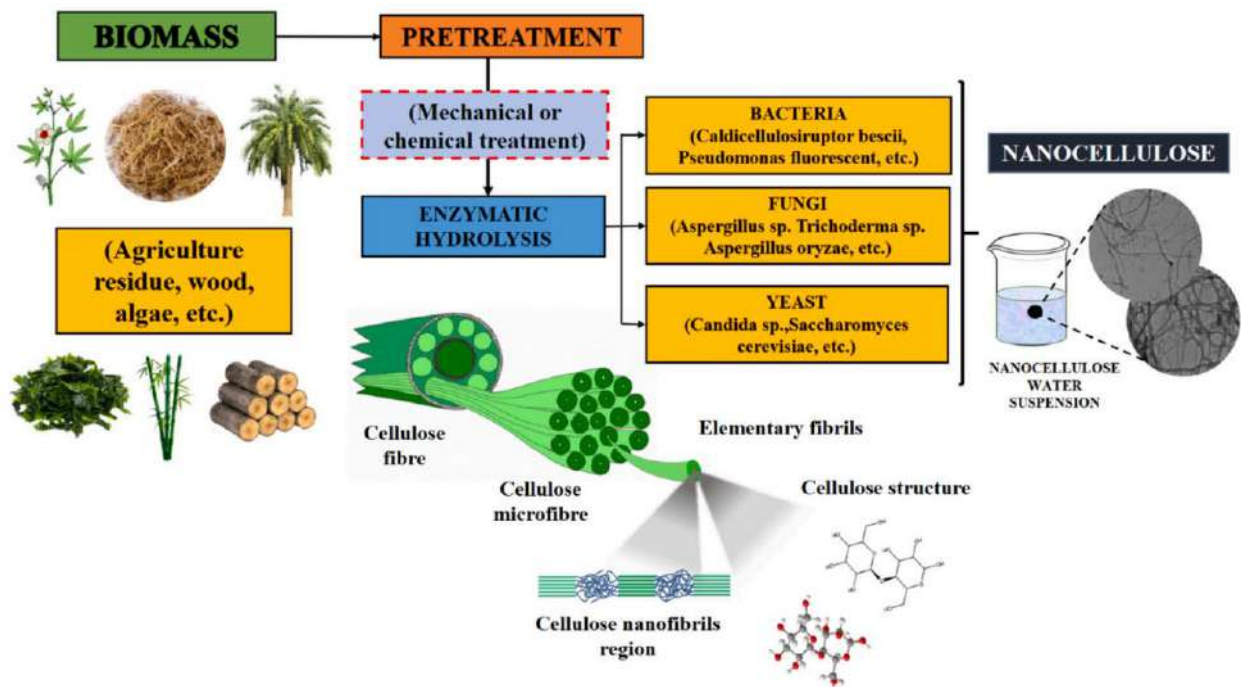 BIOMASS
PRETREATMENT
(Mechanical or
chemical treatment)
ENZYMATIC
HYDROLYSIS
(Agriculture
residue, wood,
algae, etc.)
BACTERIA
(Caldicellulosiruptor bescii,
Pseudomonas fluorescent, etc.)
FUNGI
(Aspergillus sp. Trichoderma sp.
Aspergillus oryzae, etc.)
YEAST
(Candida sp.,Saccharomyces
cerevisiae, etc.)
NANOCELLULOSE
NANOCELLULOSE
WATER
SUSPENSION
Cellulose
fibre
Cellulose
microfibre
Elementary fibrils
Cellulose structure
Cellulose nanofibrils
region